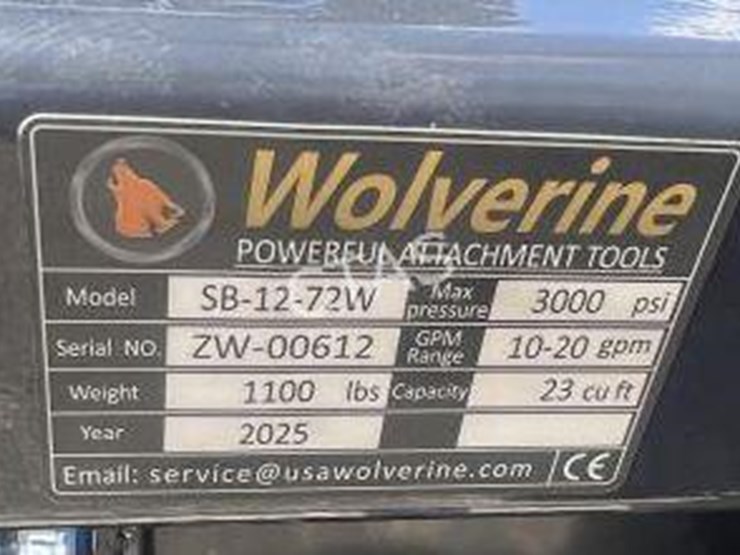 Wolverine
POWERFUL ATTACHMENT TOOLS
Model SB-12-72W Max pressure 3000 psi
Serial NO. ZW-00612 GPM Range 10-20 gpm
Weight 1100 lbs Capacity 23 cu ft
Year 2025
Email: service@usawolverine.com CE